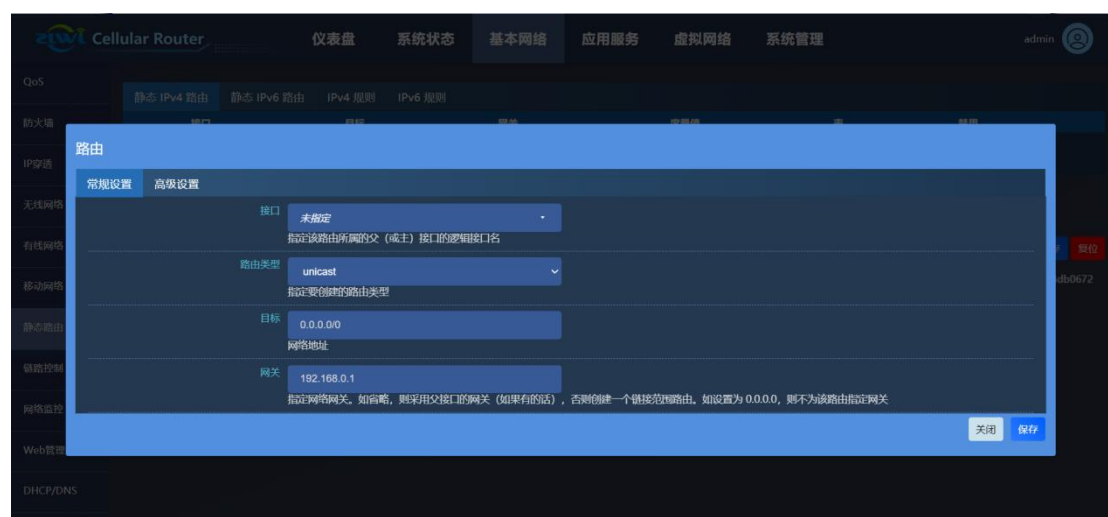 ZLWL Cellular Router 仪表盘 系统状态 基本网络 应用服务 虚拟网络 系统管理 admin
QoS
静态 IPv4 路由 静态 IPv6 路由 IPv4 规则 IPv6 规则
防火墙 接口 目标 网关
路由
IP穿透
常规设置 高级设置
无线网络
接口 未指定
指定该路由所属的父（或主）接口的逻辑接口名
有线网络 复位
路由类型 unicast
移动网络 db0672
指定要创建的路由类型
静态路由
目标 0.0.0.0/0
网络地址
链路控制
网关 192.168.0.1
指定网络网关。如省略，则采用父接口的网关（如果有的话），否则创建一个链接范围路由。如设置为 0.0.0.0，则不为该路由指定网关
网络监控
关闭 保存
Web管理
DHCP/DNS